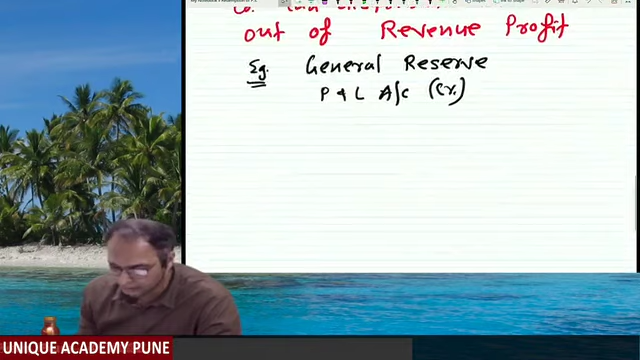 out of Revenue Profit
Eg. General Reserve
P & L A/c (Cr.)
UNIQUE ACADEMY PUNE